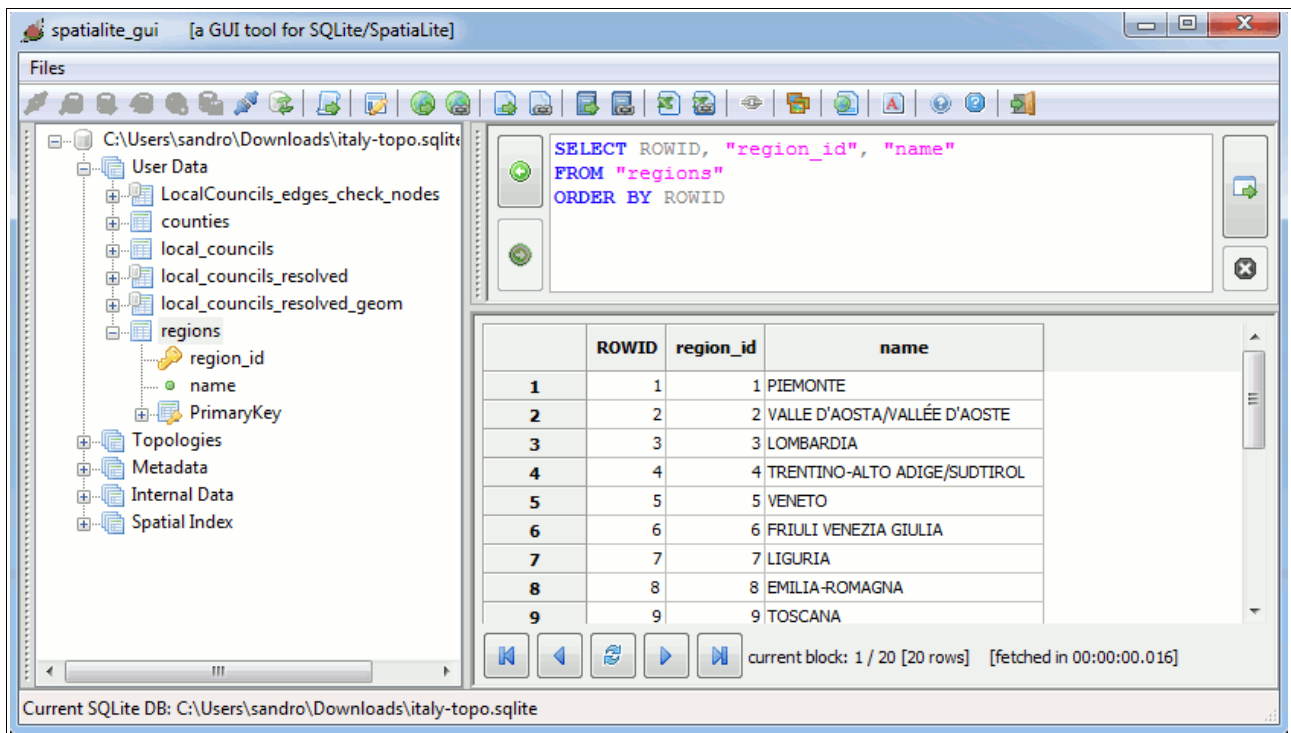 spatialite_gui [a GUI tool for SQLite/SpatiaLite]
Files
C:\Users\sandro\Downloads\italy-topo.sqlite
User Data
LocalCouncils_edges_check_nodes
counties
local_councils
local_councils_resolved
local_councils_resolved_geom
regions
region_id
name
PrimaryKey
Topologies
Metadata
Internal Data
Spatial Index
SELECT ROWID, "region_id", "name"
FROM "regions"
ORDER BY ROWID
ROWID region_id name
1 1 1 PIEMONTE
2 2 2 VALLE D'AOSTA/VALLÉE D'AOSTE
3 3 3 LOMBARDIA
4 4 4 TRENTINO-ALTO ADIGE/SUDTIROL
5 5 5 VENETO
6 6 6 FRIULI VENEZIA GIULIA
7 7 7 LIGURIA
8 8 8 EMILIA-ROMAGNA
9 9 9 TOSCANA
current block: 1 / 20 [20 rows] [fetched in 00:00:00.016]
Current SQLite DB: C:\Users\sandro\Downloads\italy-topo.sqlite